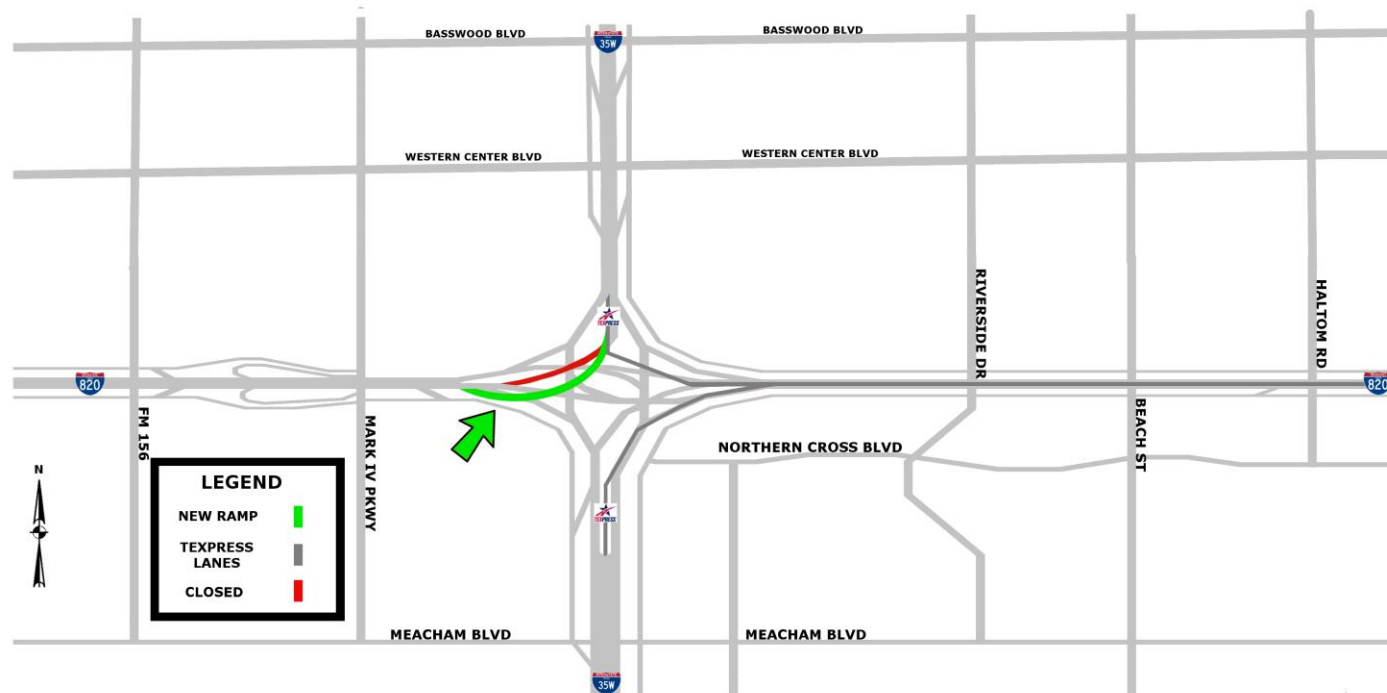 BASSWOOD BLVD
BASSWOOD BLVD
35W
WESTERN CENTER BLVD
WESTERN CENTER BLVD
RIVERSIDE DR
HALTOM RD
TEXPRESS
820
820
FM 156
MARK IV PKWY
BEACH ST
NORTHERN CROSS BLVD
N
LEGEND
NEW RAMP
TEXPRESS
LANES
CLOSED
TEXPRESS
MEACHAM BLVD
MEACHAM BLVD
35W